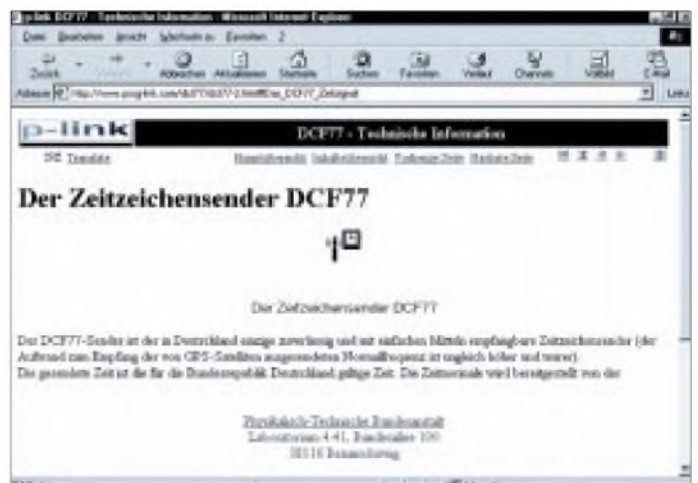 p-link DCF77 - Technische Information - Microsoft Internet Explorer
Datei Bearbeiten Ansicht Wechseln zu Favoriten ?
Zurück Abbrechen Aktualisieren Startseite Suchen Favoriten Verlauf Channels Vollbild E-Mail
Adresse Links
p-link DCF77 - Technische Information
Translate Hauptübersicht Inhaltsübersicht Vorherige Seite Nächste Seite
Der Zeitzeichensender DCF77
Der Zeitzeichensender DCF77
Der DCF77-Sender ist der in Deutschland einzige zuverlässig und mit einfachen Mitteln empfangbare Zeitzeichensender (der
Aufwand zum Empfang der von GPS-Satelliten ausgesendeten Normalfrequenz ist ungleich höher und teurer).
Die gesendete Zeit ist die für die Bundesrepublik Deutschland gültige Zeit. Die Zeitnormale wird bereitgestellt von der
Physikalisch-Technische Bundesanstalt
Laboratorium 4.41, Bundesallee 100
38116 Braunschweig